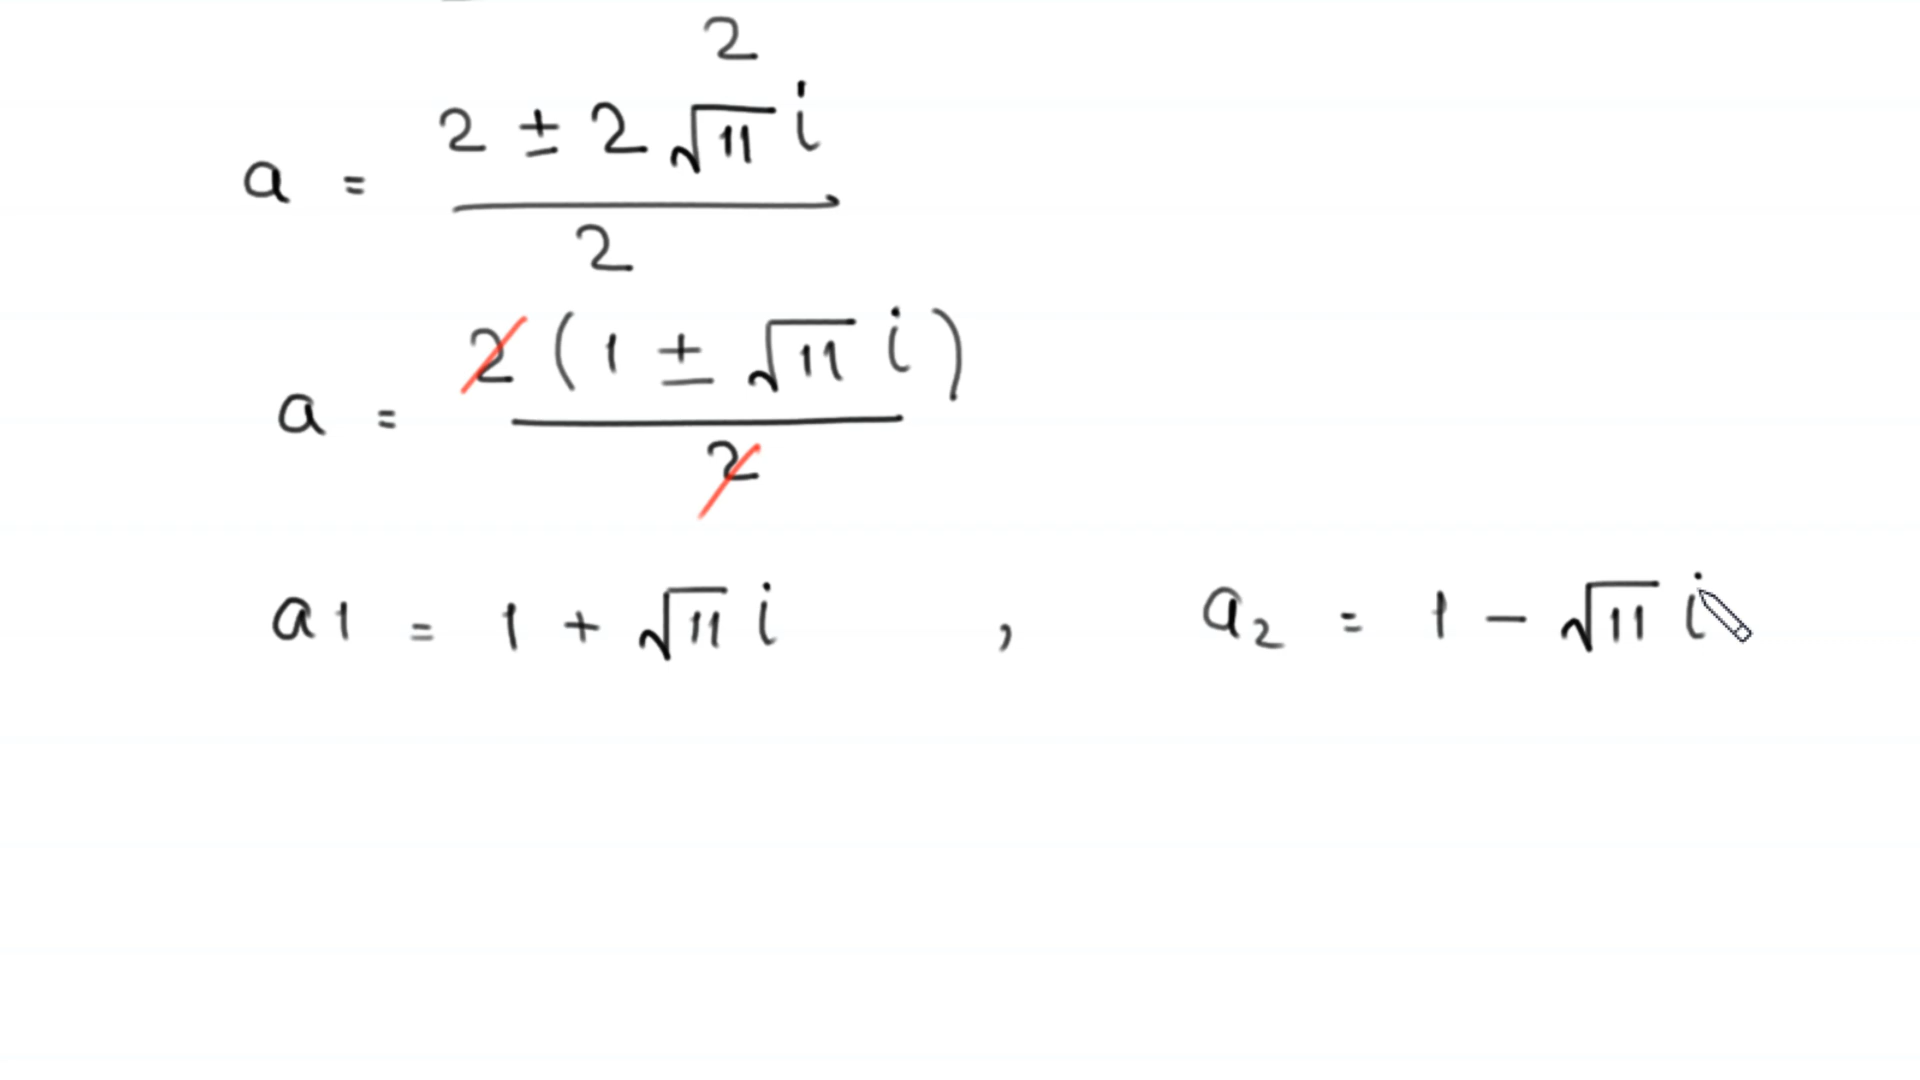 2
a = 2 ± 2 √11 i
2
a = 2 ( 1 ± √11 i )
2
a1 = 1 + √11 i , a2 = 1 - √11 i